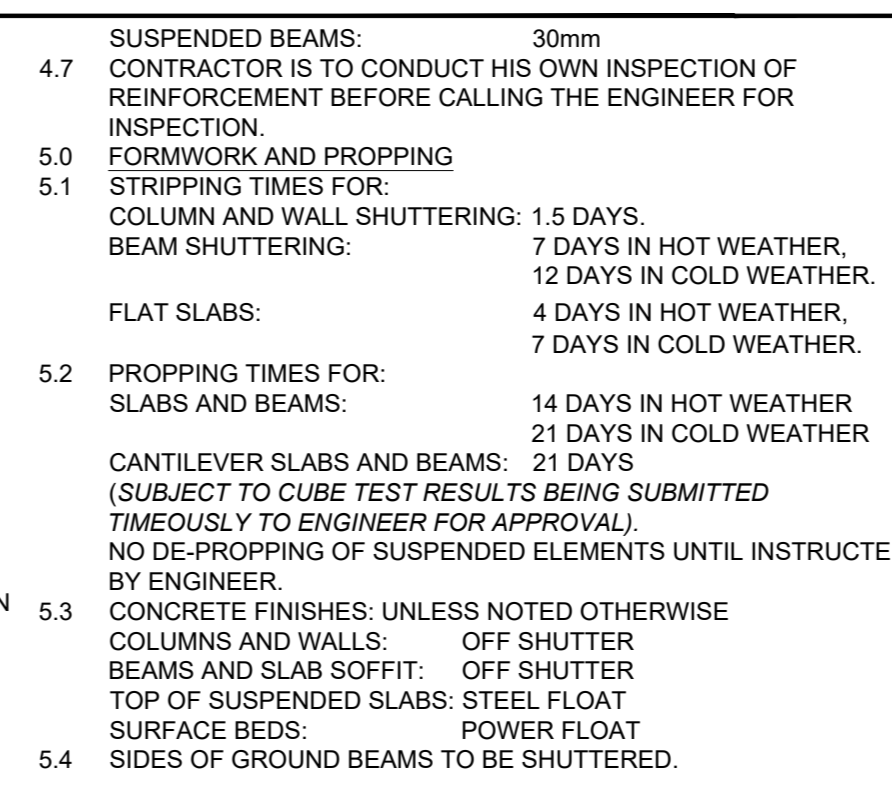 SUSPENDED BEAMS: 30mm
4.7 CONTRACTOR IS TO CONDUCT HIS OWN INSPECTION OF
REINFORCEMENT BEFORE CALLING THE ENGINEER FOR
INSPECTION.
5.0 FORMWORK AND PROPPING
5.1 STRIPPING TIMES FOR:
COLUMN AND WALL SHUTTERING: 1.5 DAYS.
BEAM SHUTTERING: 7 DAYS IN HOT WEATHER,
12 DAYS IN COLD WEATHER.
FLAT SLABS: 4 DAYS IN HOT WEATHER,
7 DAYS IN COLD WEATHER.
5.2 PROPPING TIMES FOR:
SLABS AND BEAMS: 14 DAYS IN HOT WEATHER
21 DAYS IN COLD WEATHER
CANTILEVER SLABS AND BEAMS: 21 DAYS
(SUBJECT TO CUBE TEST RESULTS BEING SUBMITTED
TIMEOUSLY TO ENGINEER FOR APPROVAL).
NO DE-PROPPING OF SUSPENDED ELEMENTS UNTIL INSTRUCTE
BY ENGINEER.
N
5.3 CONCRETE FINISHES: UNLESS NOTED OTHERWISE
COLUMNS AND WALLS: OFF SHUTTER
BEAMS AND SLAB SOFFIT: OFF SHUTTER
TOP OF SUSPENDED SLABS: STEEL FLOAT
SURFACE BEDS: POWER FLOAT
5.4 SIDES OF GROUND BEAMS TO BE SHUTTERED.